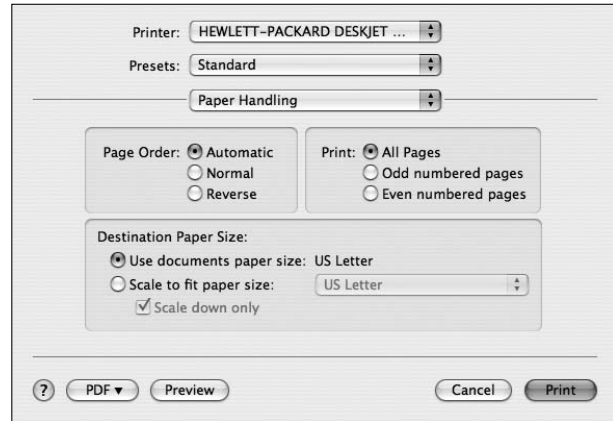 Printer: HEWLETT-PACKARD DESKJET ...
Presets: Standard
Paper Handling
Page Order: Automatic
Normal
Reverse
Print: All Pages
Odd numbered pages
Even numbered pages
Destination Paper Size:
Use documents paper size: US Letter
Scale to fit paper size: US Letter
Scale down only
? PDF▼ Preview Cancel Print